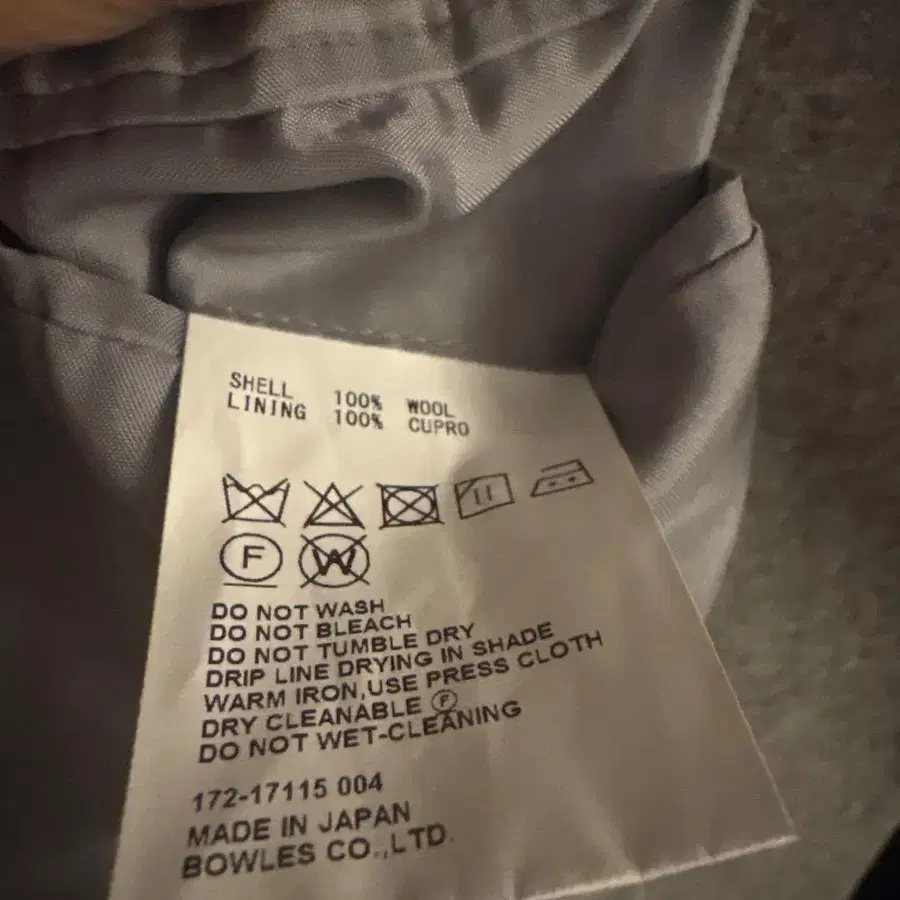 SHELL 100% WOOL
LINING 100% CUPRO
F W
DO NOT WASH
DO NOT BLEACH
DO NOT TUMBLE DRY
DRIP LINE DRYING IN SHADE
WARM IRON,USE PRESS CLOTH
DRY CLEANABLE Ⓕ
DO NOT WET-CLEANING
172-17115 004
MADE IN JAPAN
BOWLES CO.,LTD.